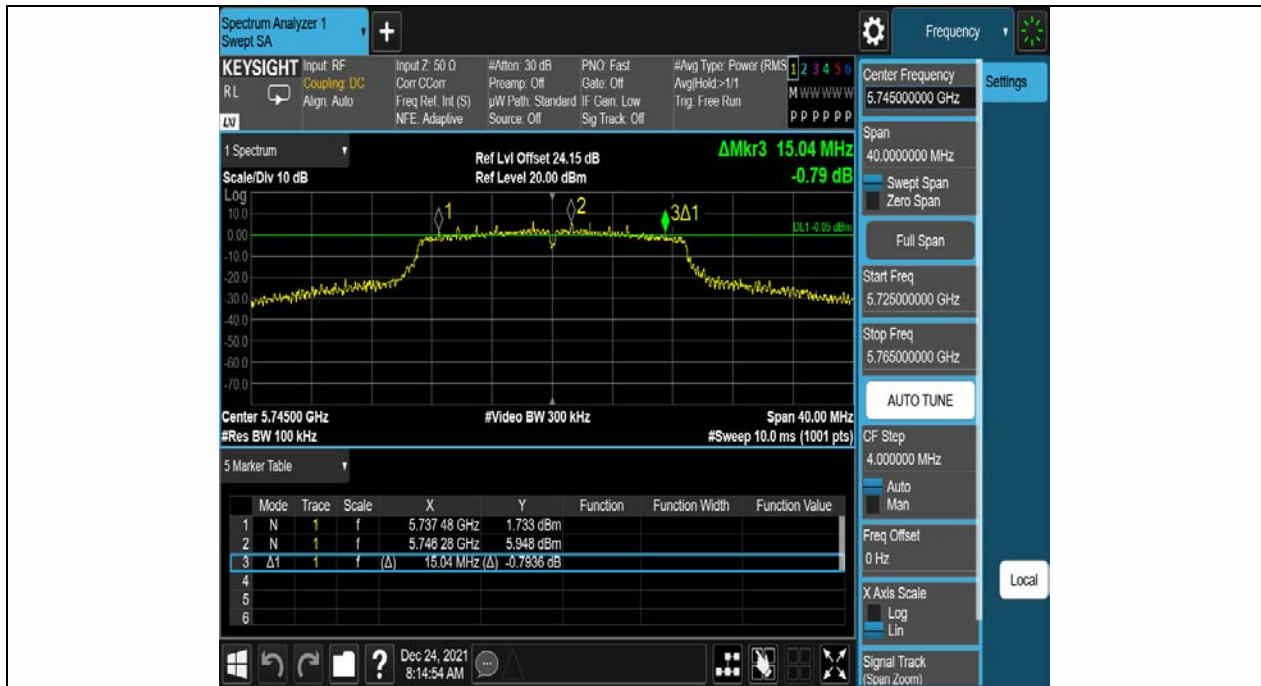 Spectrum Analyzer 1
Swept SA
+
Frequency
KEYSIGHT
RL
LXI
Input: RF
Coupling: DC
Align: Auto
Input Z: 50 Ω
Corr CCorr
Freq Ref: Int (S)
NFE: Adaptive
#Atten: 30 dB
Preamp: Off
µW Path: Standard
Source: Off
PNO: Fast
Gate: Off
IF Gain: Low
Sig Track: Off
#Avg Type: Power (RMS
Avg|Hold:>1/1
Trig: Free Run
1 2 3 4 5 6
M W W W W W
P P P P P P
1 Spectrum
Scale/Div 10 dB
Ref Lvl Offset 24.15 dB
Ref Level 20.00 dBm
ΔMkr3 15.04 MHz
-0.79 dB
Log
10.0
0.00
-10.0
-20.0
-30.0
-40.0
-50.0
-60.0
-70.0
1
2
3Δ1
DL1 -0.05 dBm
Center 5.74500 GHz
#Video BW 300 kHz
Span 40.00 MHz
#Res BW 100 kHz
#Sweep 10.0 ms (1001 pts)
5 Marker Table
Mode Trace Scale X Y Function Function Width Function Value
1 N 1 f 5.737 48 GHz 1.733 dBm
2 N 1 f 5.746 28 GHz 5.948 dBm
3 Δ1 1 f (Δ) 15.04 MHz (Δ) -0.7936 dB
4
5
6
Center Frequency
5.745000000 GHz
Settings
Span
40.0000000 MHz
Swept Span
Zero Span
Full Span
Start Freq
5.725000000 GHz
Stop Freq
5.765000000 GHz
AUTO TUNE
CF Step
4.000000 MHz
Auto
Man
Freq Offset
0 Hz
X Axis Scale
Log
Lin
Signal Track
(Span Zoom)
Local
?
Dec 24, 2021
8:14:54 AM